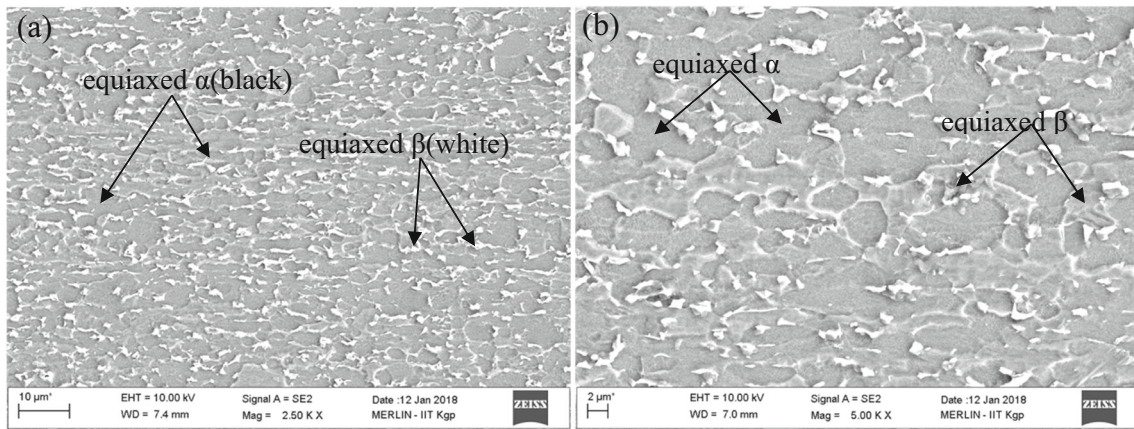 (a)
equiaxed α(black)
equiaxed β(white)
10 µm*
EHT = 10.00 kV
WD = 7.4 mm
Signal A = SE2
Mag = 2.50 K X
Date :12 Jan 2018
MERLIN - IIT Kgp
ZEISS
(b)
equiaxed α
equiaxed β
2 µm*
EHT = 10.00 kV
WD = 7.0 mm
Signal A = SE2
Mag = 5.00 K X
Date :12 Jan 2018
MERLIN - IIT Kgp
ZEISS